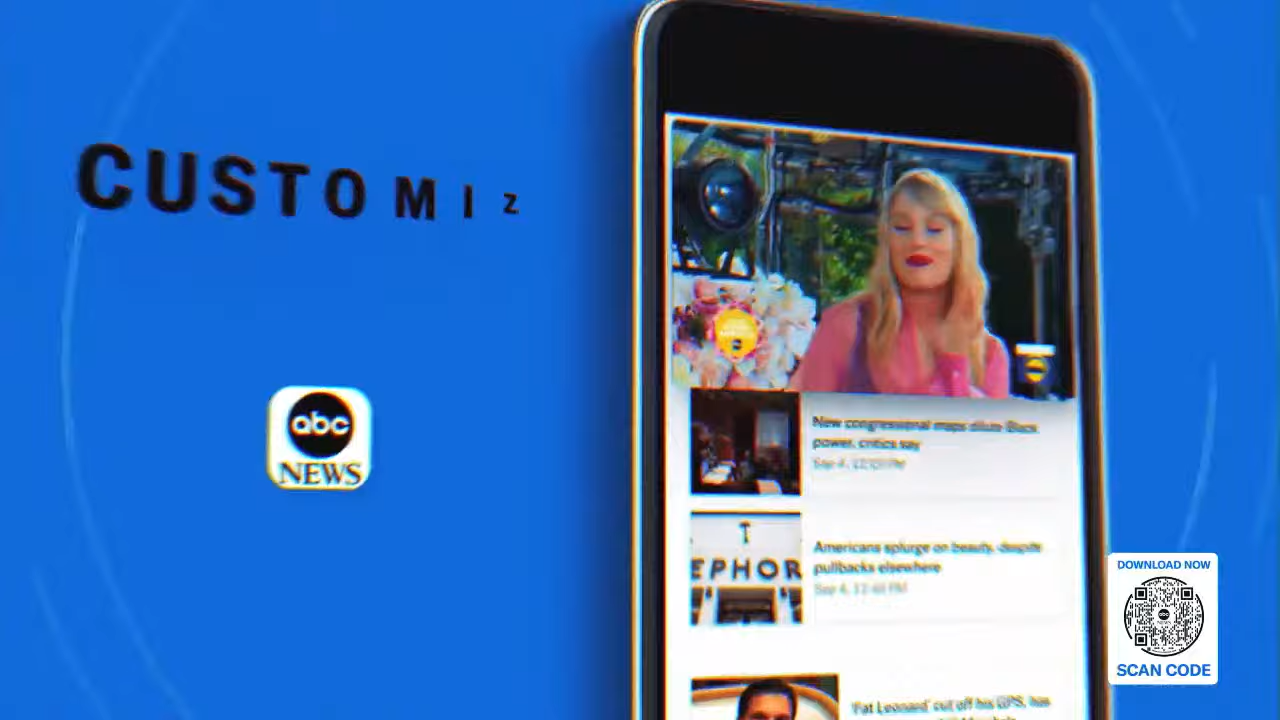 CUSTOMIZ
abc
NEWS
New congressional maps dilute Black
power, critics say
EPHOR
Americans splurge on beauty, despite
pullbacks elsewhere
'Fat Leonard' cut off his GPS, has
DOWNLOAD NOW
SCAN CODE